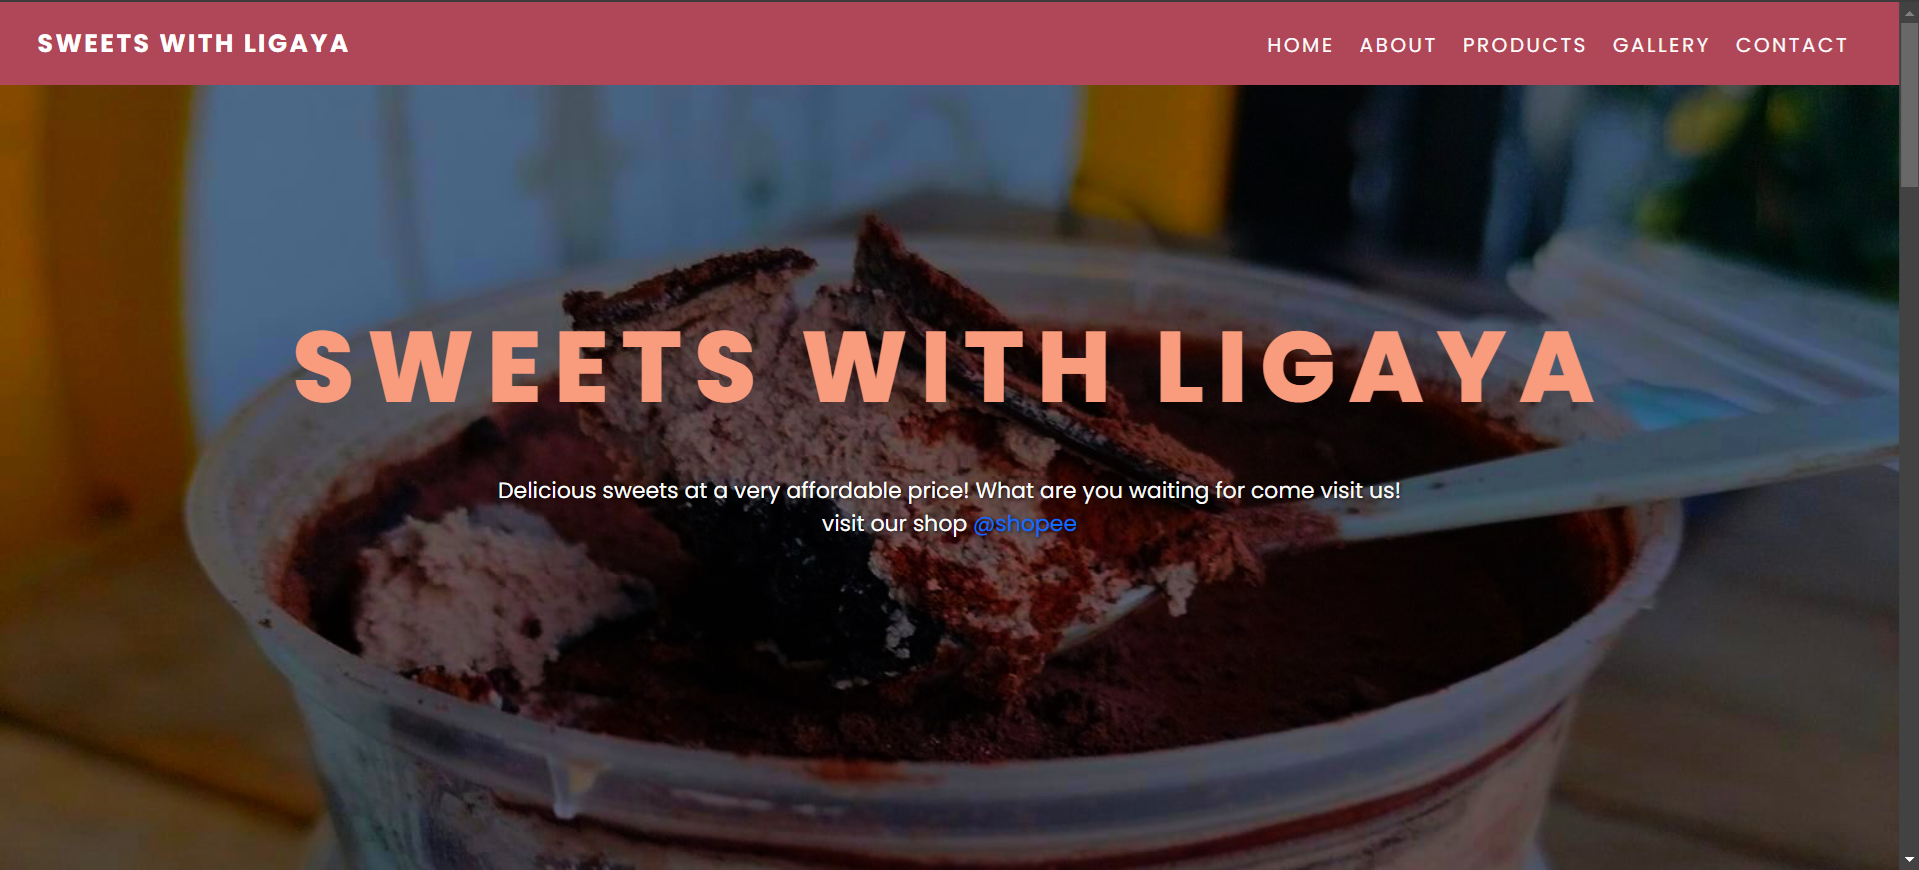 SWEETS WITH LIGAYA
HOME ABOUT PRODUCTS GALLERY CONTACT
SWEETS WITH LIGAYA
Delicious sweets at a very affordable price! What are you waiting for come visit us!
visit our shop @shopee